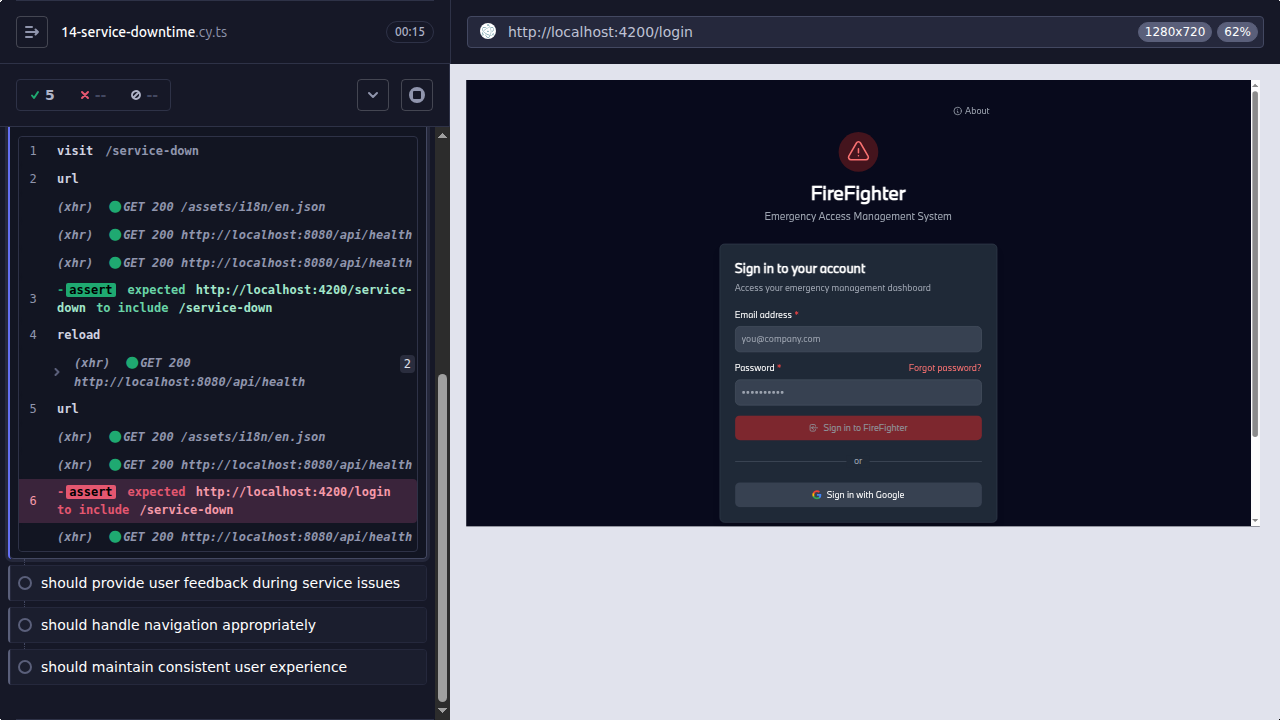 14-service-downtime.cy.ts
00:15
5
--
--
1 visit /service-down
2 url
(xhr) GET 200 /assets/i18n/en.json
(xhr) GET 200 http://localhost:8080/api/health
(xhr) GET 200 http://localhost:8080/api/health
3 -assert expected http://localhost:4200/service-
down to include /service-down
4 reload
(xhr) GET 200
http://localhost:8080/api/health
2
5 url
(xhr) GET 200 /assets/i18n/en.json
(xhr) GET 200 http://localhost:8080/api/health
6 -assert expected http://localhost:4200/login
to include /service-down
(xhr) GET 200 http://localhost:8080/api/health
should provide user feedback during service issues
should handle navigation appropriately
should maintain consistent user experience
http://localhost:4200/login
1280x720
62%
About
FireFighter
Emergency Access Management System
Sign in to your account
Access your emergency management dashboard
Email address *
you@company.com
Password *
Forgot password?
••••••••••
Sign in to FireFighter
or
Sign in with Google